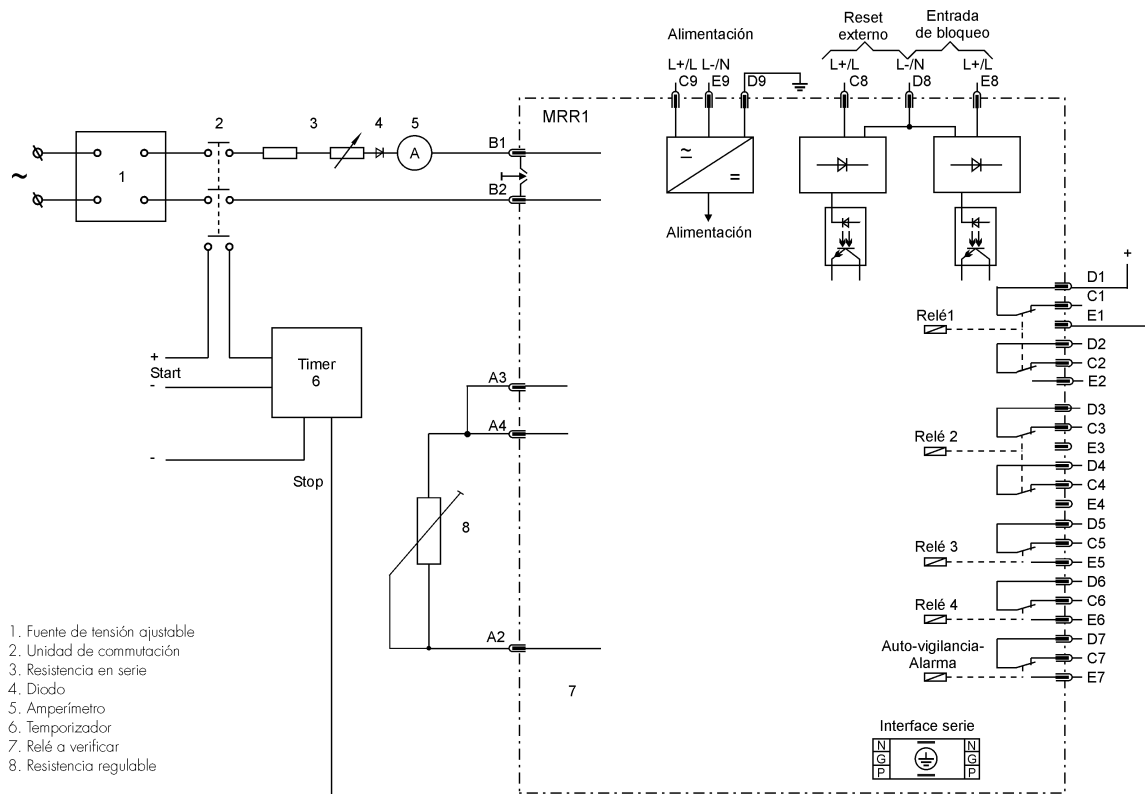 Reset
externo
Entrada
de bloqueo
Alimentación
L+/L L-/N
C9 E9 D9
L+/L L-/N L+/L
C8 D8 E8
MRR1
2 3 4 5
A
B1
~
1
B2
≃
=
Alimentación
+
D1
C1
E1
Relé1
D2
C2
E2
+
Start
-
Timer
6
-
Stop
A3
A4
8
A2
7
D3
C3
E3
Relé 2
D4
C4
E4
D5
C5
E5
Relé 3
D6
C6
E6
Relé 4
D7
C7
E7
Auto-vigilancia-
Alarma
Interface serie
N
G
P
N
G
P
1. Fuente de tensión ajustable
2. Unidad de commutación
3. Resistencia en serie
4. Diodo
5. Amperímetro
6. Temporizador
7. Relé a verificar
8. Resistencia regulable